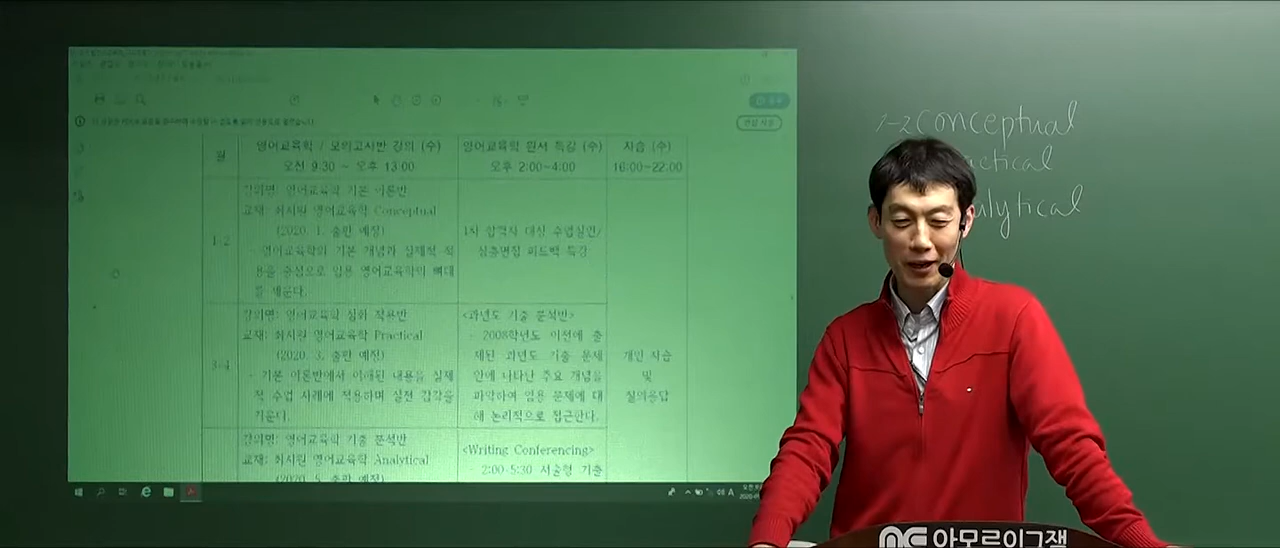 월
영어교육학 / 모의고사반 강의 (수)
오전 9:30 ~ 오후 13:00
영어교육학 원서 특강 (수)
오후 2:00~4:00
자습 (수)
16:00~22:00
1-2
강의명: 영어교육학 기본 이론반
교재: 최시원 영어교육학 Conceptual
(2020. 1. 출판 예정)
- 영어교육학의 기본 개념과 실제적 적
용을 중심으로 임용 영어교육학의 뼈대
를 세운다.
1차 합격자 대상 수업실연/
심층면접 피드백 특강
3-4
강의명: 영어교육학 심화 적용반
교재: 최시원 영어교육학 Practical
(2020. 3. 출판 예정)
- 기본 이론반에서 이해된 내용을 실제
적 수업 사례에 적용하며 실전 감각을
기른다.
<과년도 기출 분석반>
- 2008학년도 이전에 출
제된 과년도 기출 문제
안에 나타난 주요 개념을
파악하여 임용 문제에 대
해 논리적으로 접근한다.
개인 자습
및
질의응답
강의명: 영어교육학 기출 분석반
교재: 최시원 영어교육학 Analytical
(2020. 5. 출판 예정)
<Writing Conferencing>
2:00-5:30 서술형 기출
1-2 conceptual
actical
alytical
아모르이그잼